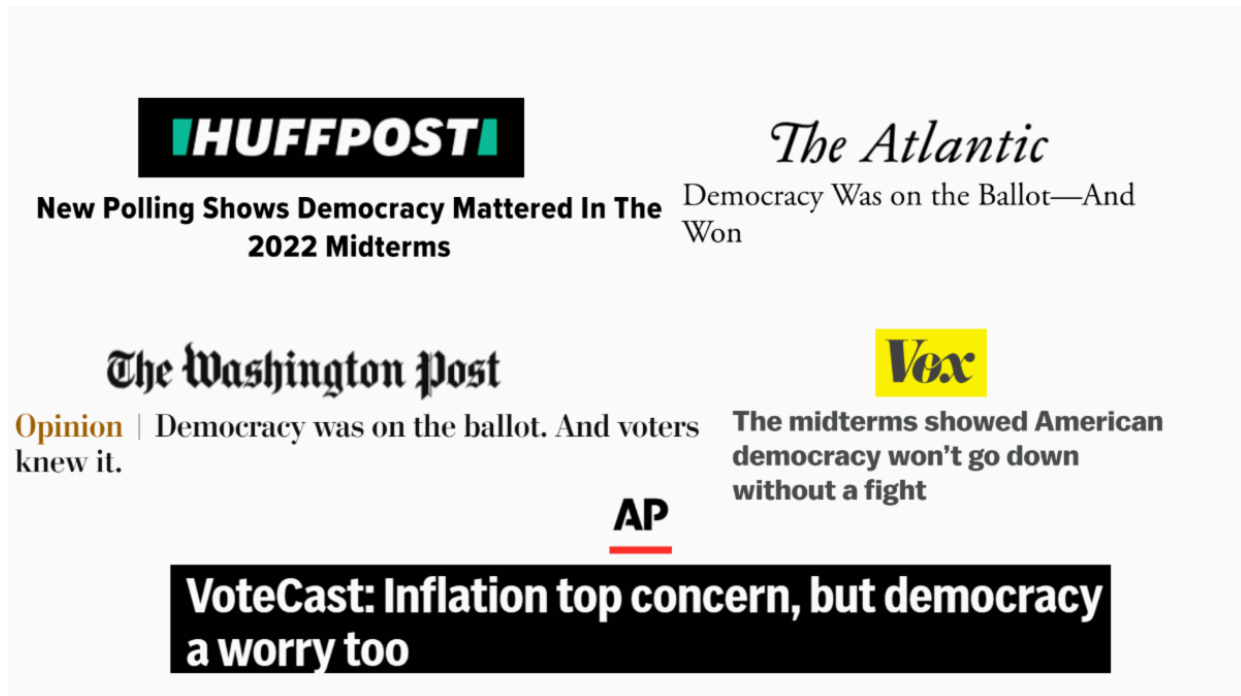 HUFFPOST
New Polling Shows Democracy Mattered In The
2022 Midterms
The Atlantic
Democracy Was on the Ballot—And
Won
The Washington Post
Opinion | Democracy was on the ballot. And voters
knew it.
Vox
The midterms showed American
democracy won’t go down
without a fight
AP
VoteCast: Inflation top concern, but democracy
a worry too